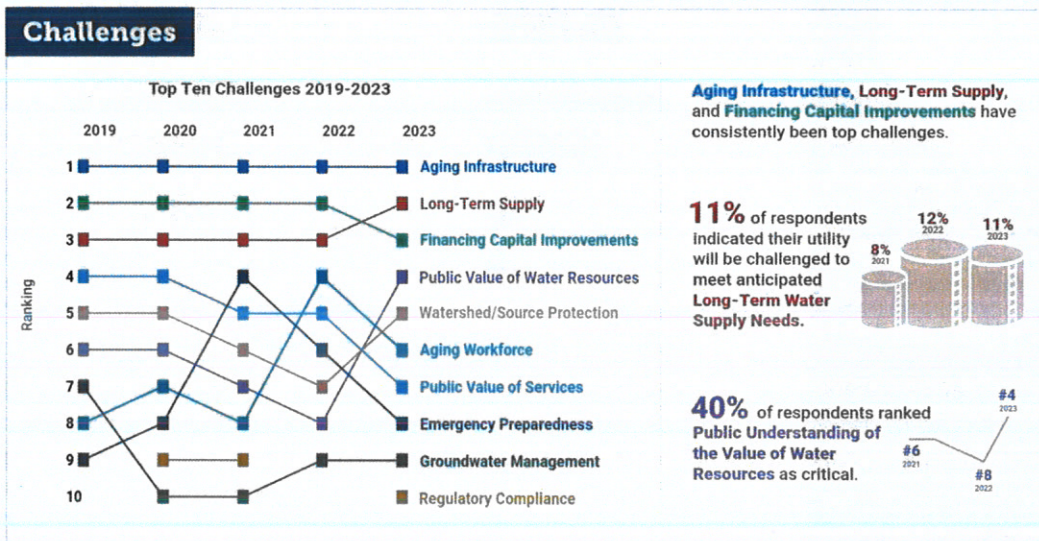 Challenges
Top Ten Challenges 2019-2023
2019 2020 2021 2022 2023
Ranking
1 Aging Infrastructure
2 Long-Term Supply
3 Financing Capital Improvements
4 Public Value of Water Resources
5 Watershed/Source Protection
6 Aging Workforce
7 Public Value of Services
8 Emergency Preparedness
9 Groundwater Management
10 Regulatory Compliance
Aging Infrastructure, Long-Term Supply,
and Financing Capital Improvements have
consistently been top challenges.
11% of respondents
indicated their utility
will be challenged to
meet anticipated
Long-Term Water
Supply Needs.
8%
2021
12%
2022
11%
2023
40% of respondents ranked
Public Understanding of
the Value of Water
Resources as critical.
#6
2021
#8
2022
#4
2023